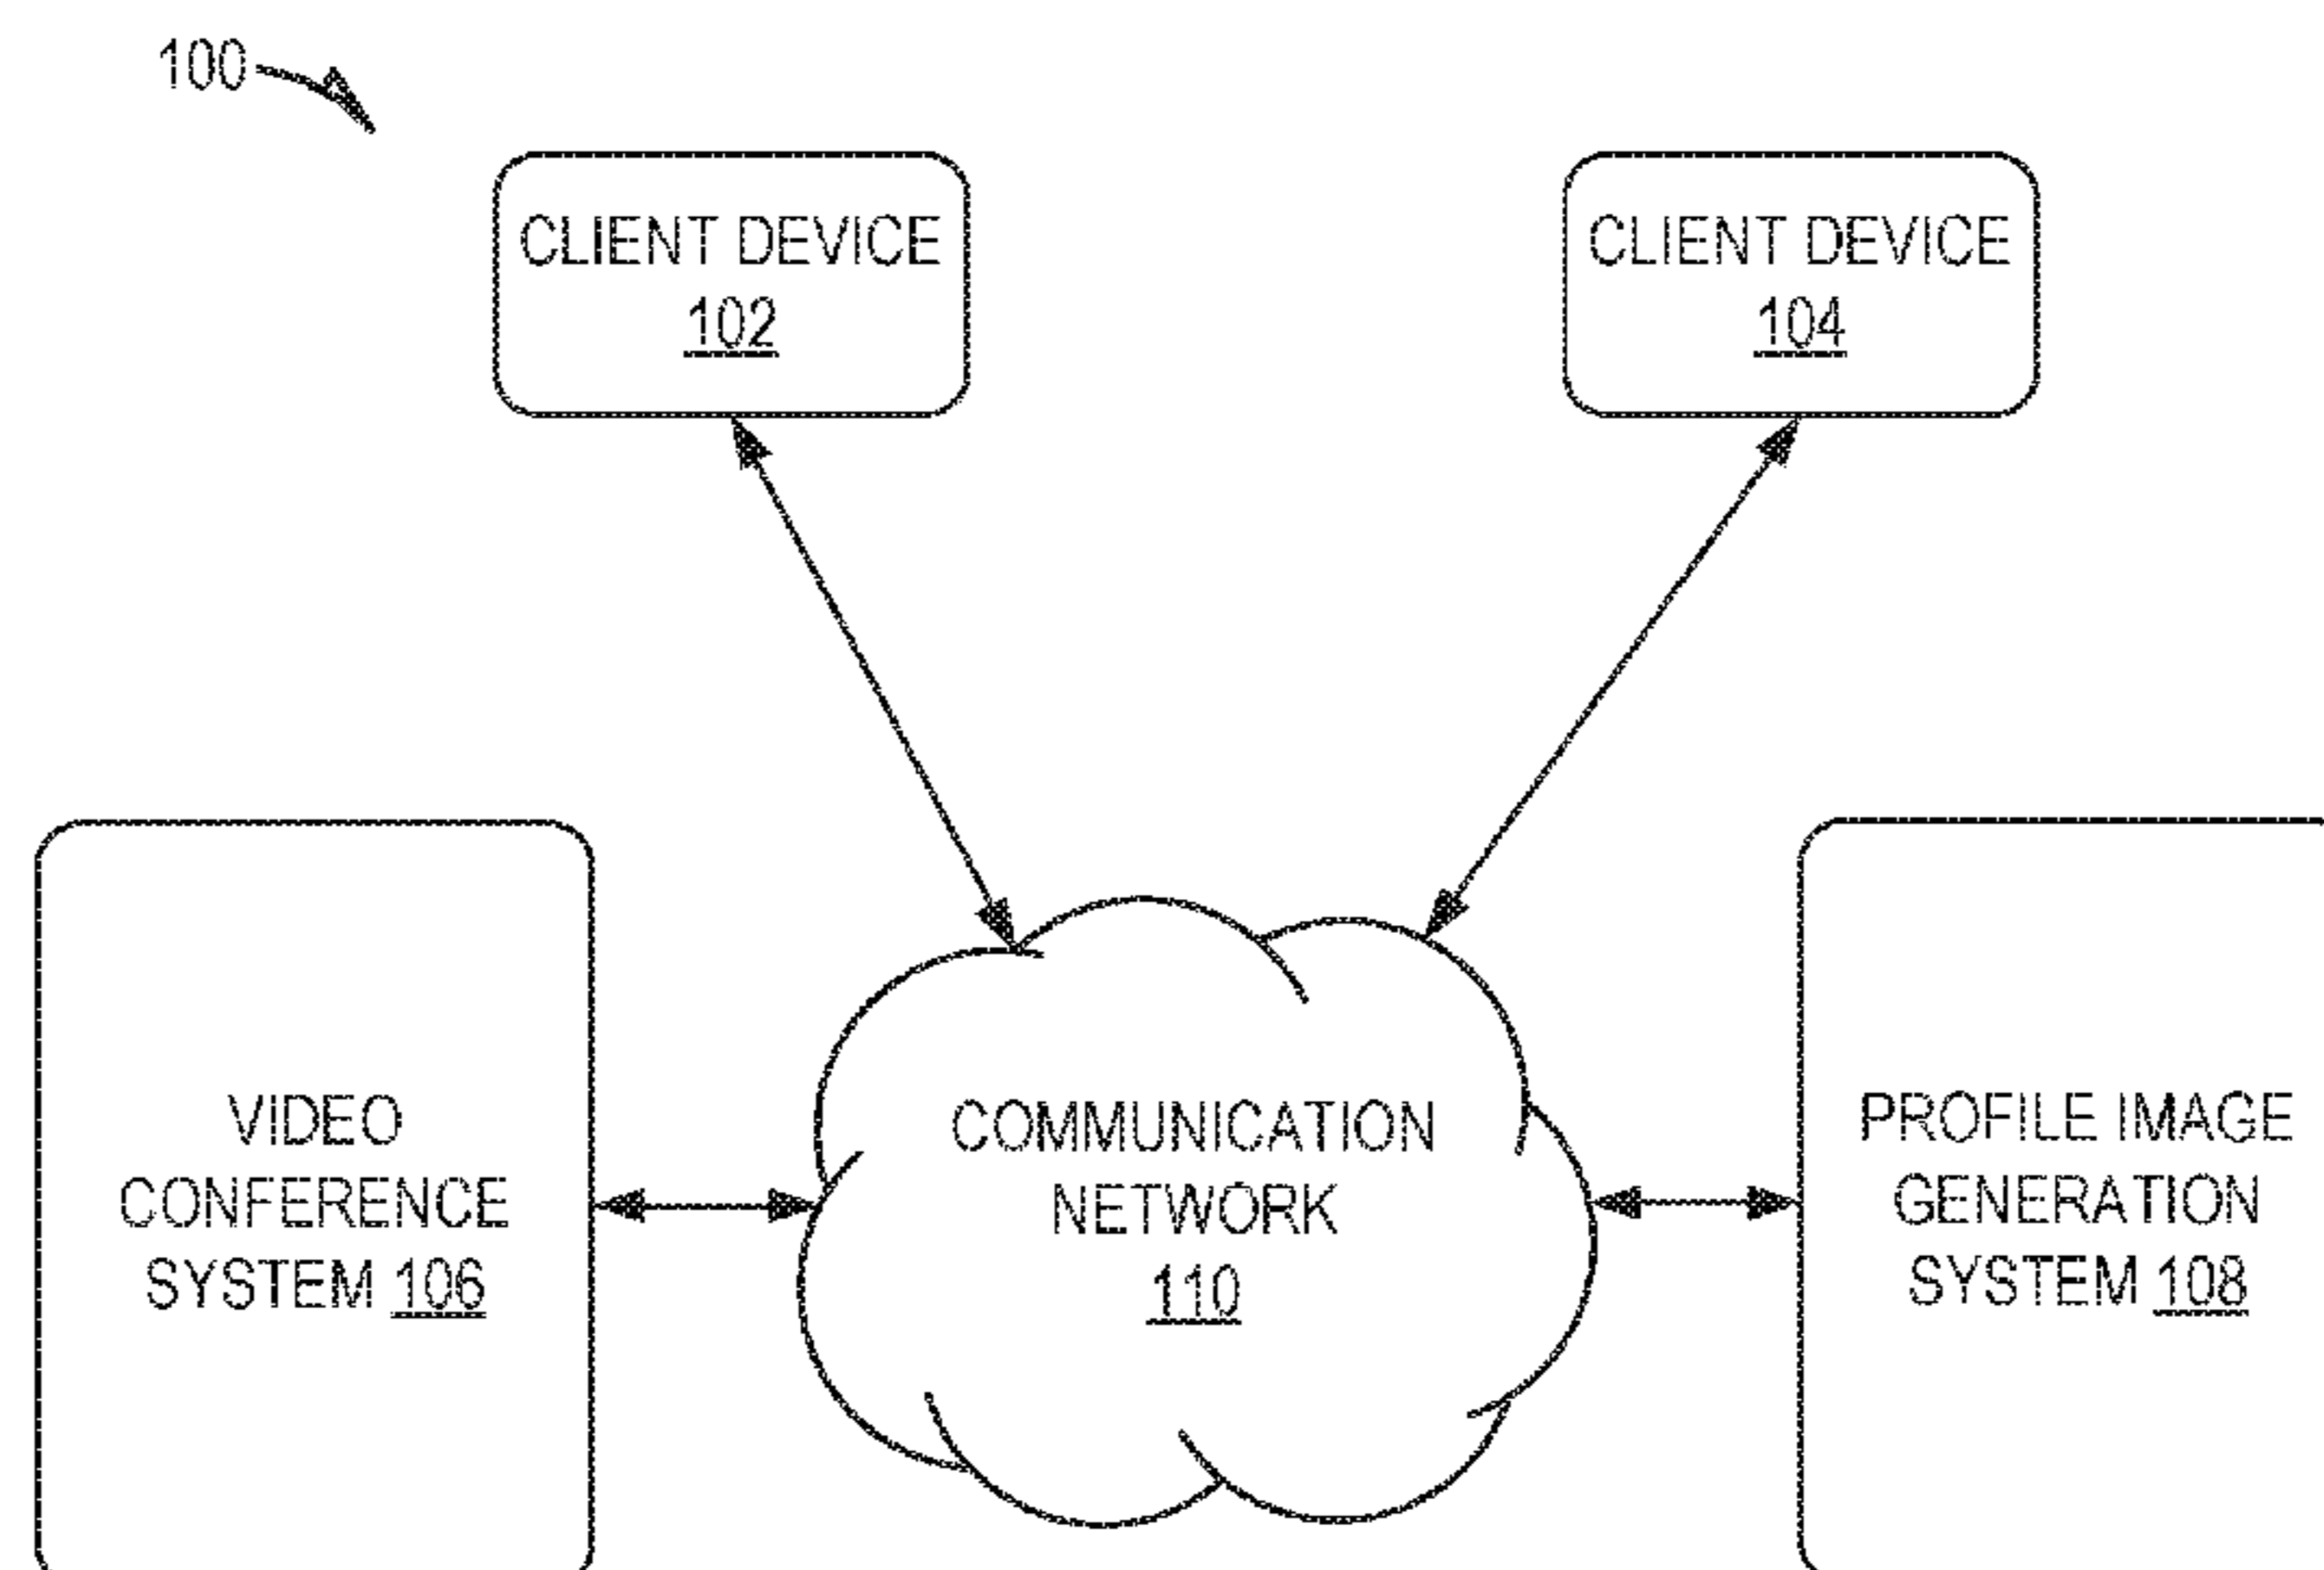 100
CLIENT DEVICE
102
CLIENT DEVICE
104
VIDEO
CONFERENCE
SYSTEM 106
COMMUNICATION
NETWORK
110
PROFILE IMAGE
GENERATION
SYSTEM 108